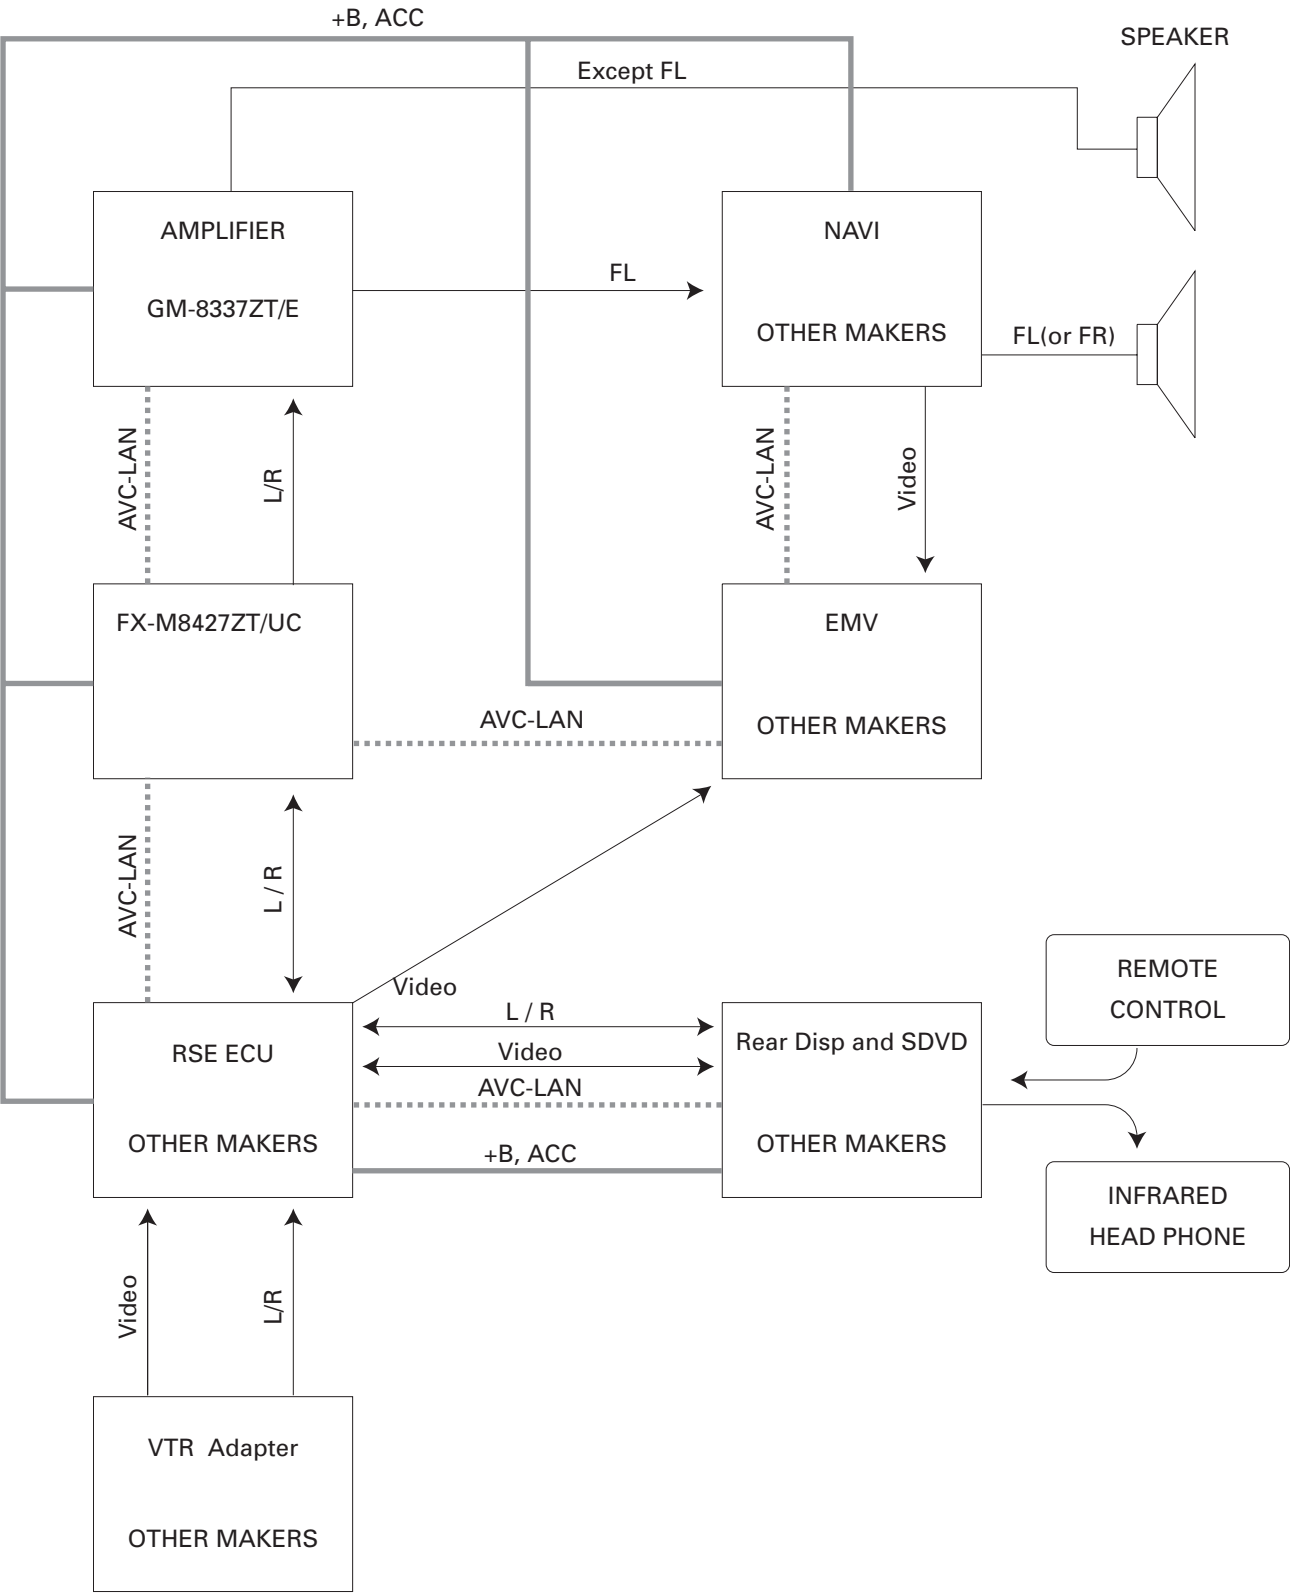 +B, ACC
SPEAKER
Except FL
AMPLIFIER
GM-8337ZT/E
FL
NAVI
OTHER MAKERS
FL(or FR)
AVC-LAN
L/R
AVC-LAN
Video
FX-M8427ZT/UC
EMV
OTHER MAKERS
AVC-LAN
AVC-LAN
L / R
Video
L / R
Video
AVC-LAN
+B, ACC
RSE ECU
OTHER MAKERS
Rear Disp and SDVD
OTHER MAKERS
REMOTE
CONTROL
INFRARED
HEAD PHONE
Video
L/R
VTR Adapter
OTHER MAKERS